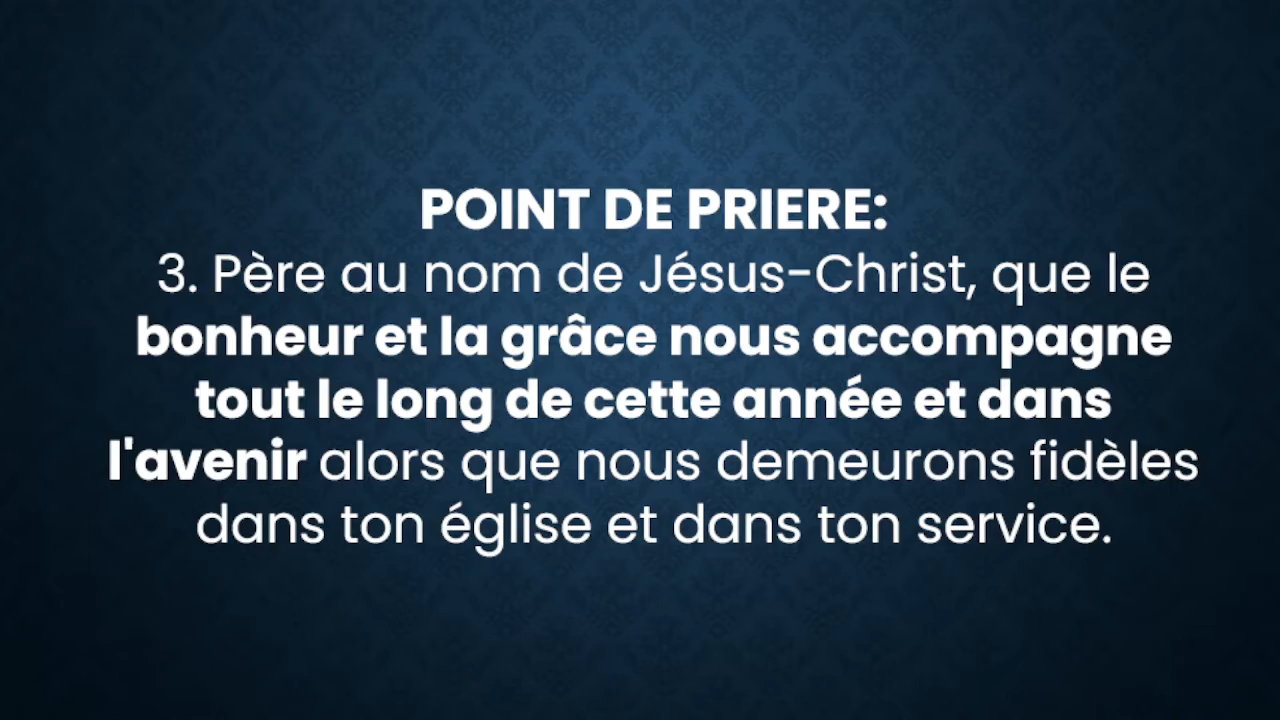 POINT DE PRIERE:
3. Père au nom de Jésus-Christ, que le
bonheur et la grâce nous accompagne
tout le long de cette année et dans
l'avenir alors que nous demeurons fidèles
dans ton église et dans ton service.